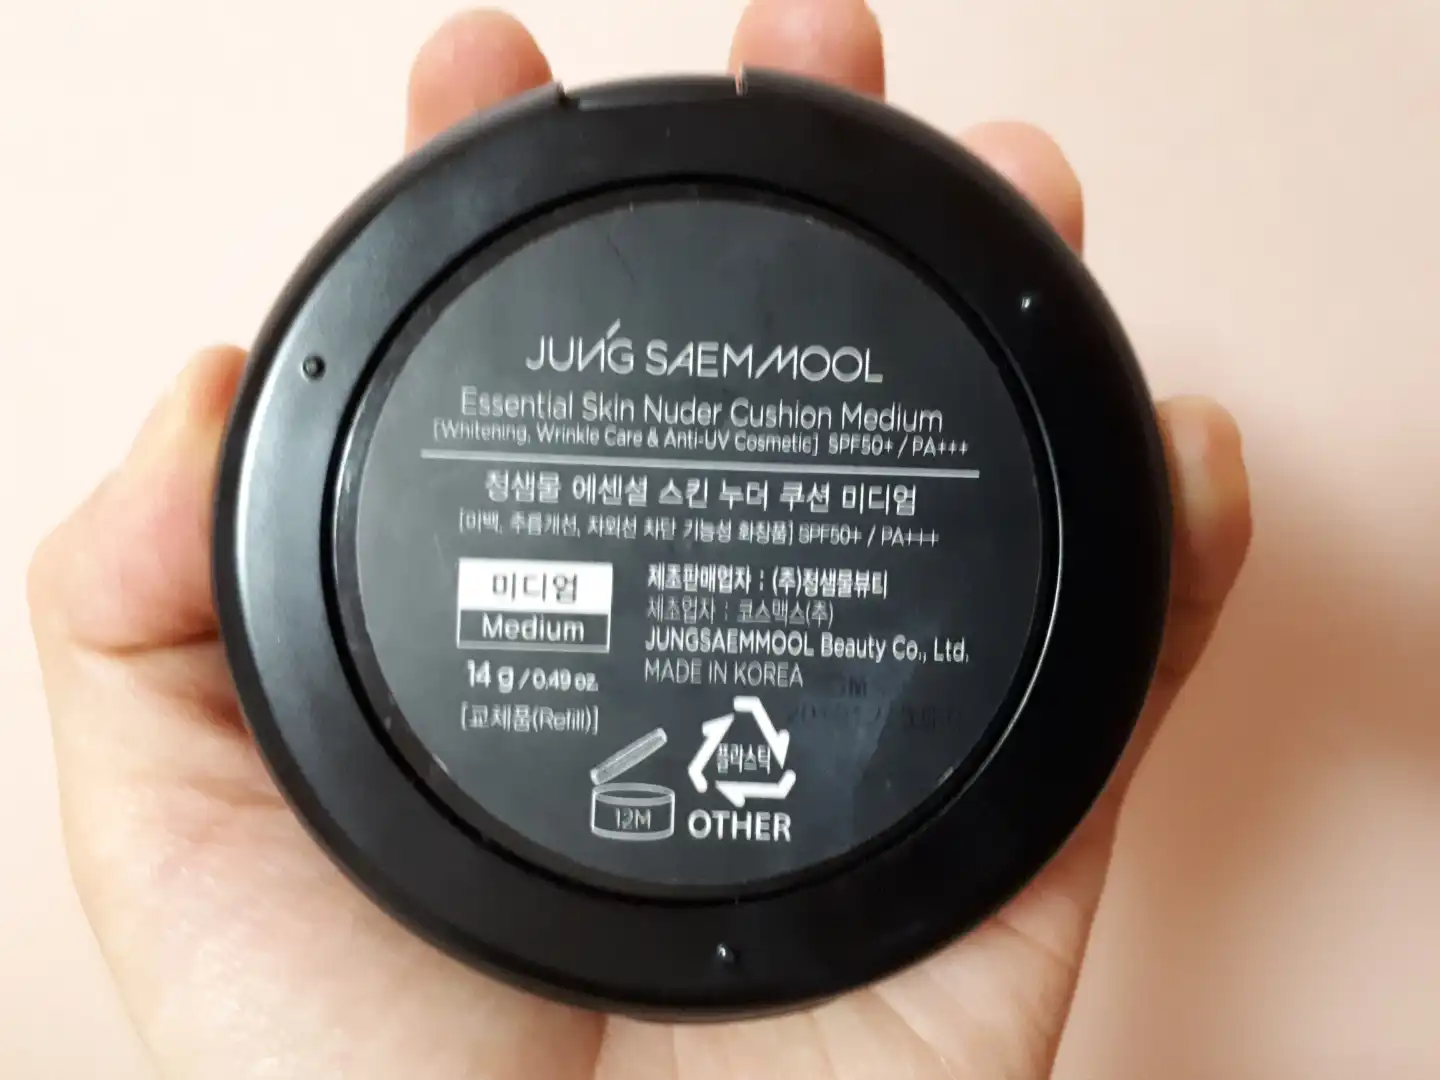 JUNG SAEMMOOL
Essential Skin Nuder Cushion Medium
[Whitening, Wrinkle Care & Anti-UV Cosmetic] SPF50+ / PA+++
정샘물 에센셜 스킨 누더 쿠션 미디엄
[미백, 주름개선, 자외선 차단 기능성 화장품] SPF50+ / PA+++
미디엄
Medium
14 g / 0.49 oz.
[교체품(Refill)]
제조판매업자 : (주)정샘물뷰티
제조업자 : 코스맥스(주)
JUNGSAEMMOOL Beauty Co., Ltd.
MADE IN KOREA
12M
플라스틱
OTHER